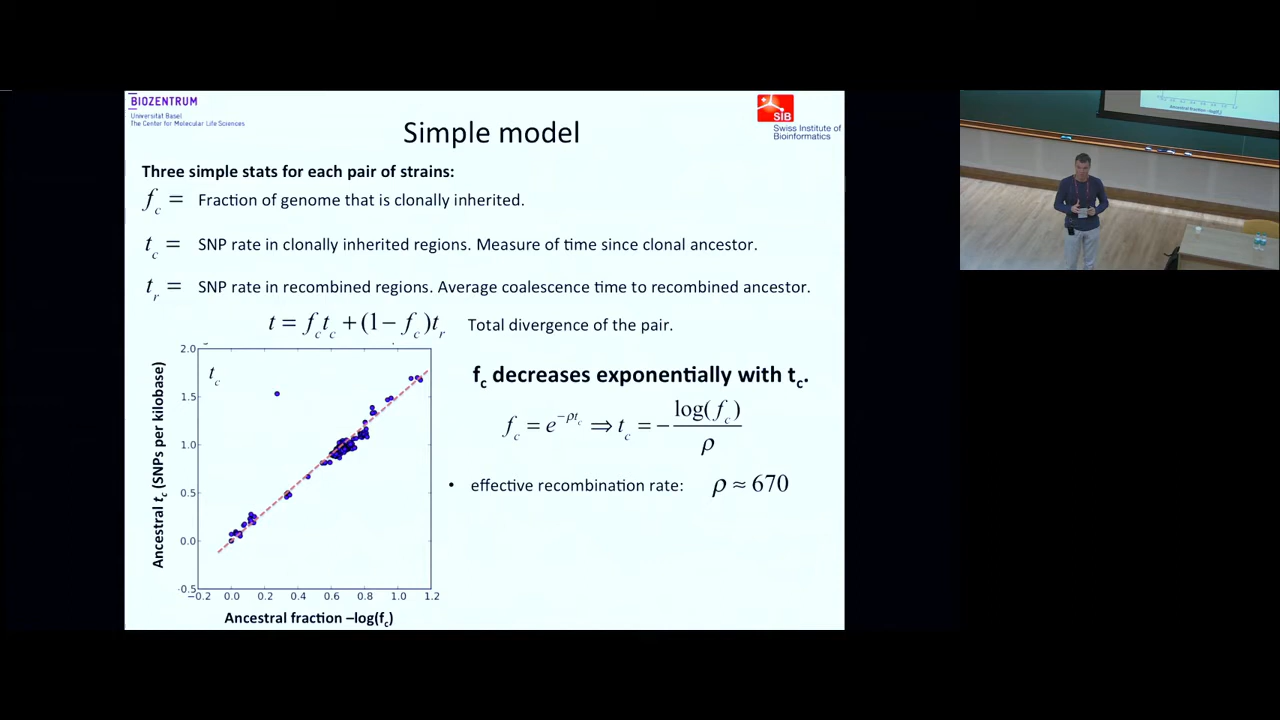 BIOZENTRUM
Universität Basel
The Center for Molecular Life Sciences
SIB
Swiss Institute of
Bioinformatics
Simple model
Three simple stats for each pair of strains:
f_c = Fraction of genome that is clonally inherited.
t_c = SNP rate in clonally inherited regions. Measure of time since clonal ancestor.
t_r = SNP rate in recombined regions. Average coalescence time to recombined ancestor.
t = f_c t_c + (1 − f_c) t_r Total divergence of the pair.
Ancestral t_c (SNPs per kilobase)
2.0
1.5
1.0
0.5
0.0
-0.5
t_c
−0.2 0.0 0.2 0.4 0.6 0.8 1.0 1.2
Ancestral fraction –log(f_c)
f_c decreases exponentially with t_c.
f_c = e^{−ρt_c} ⇒ t_c = − log(f_c) / ρ
• effective recombination rate: ρ ≈ 670